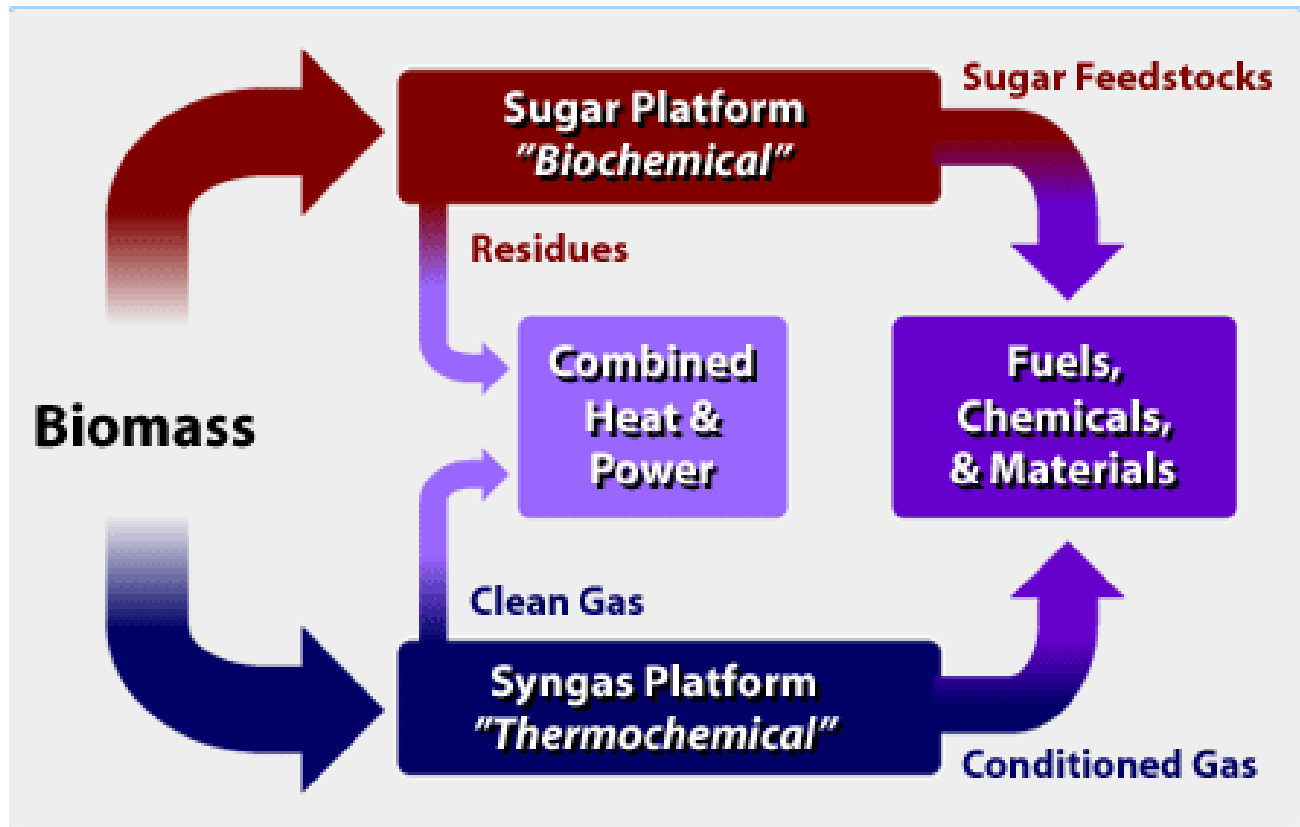 Sugar Feedstocks
Sugar Platform
"Biochemical"
Residues
Combined
Heat &
Power
Fuels,
Chemicals,
& Materials
Biomass
Clean Gas
Syngas Platform
"Thermochemical"
Conditioned Gas